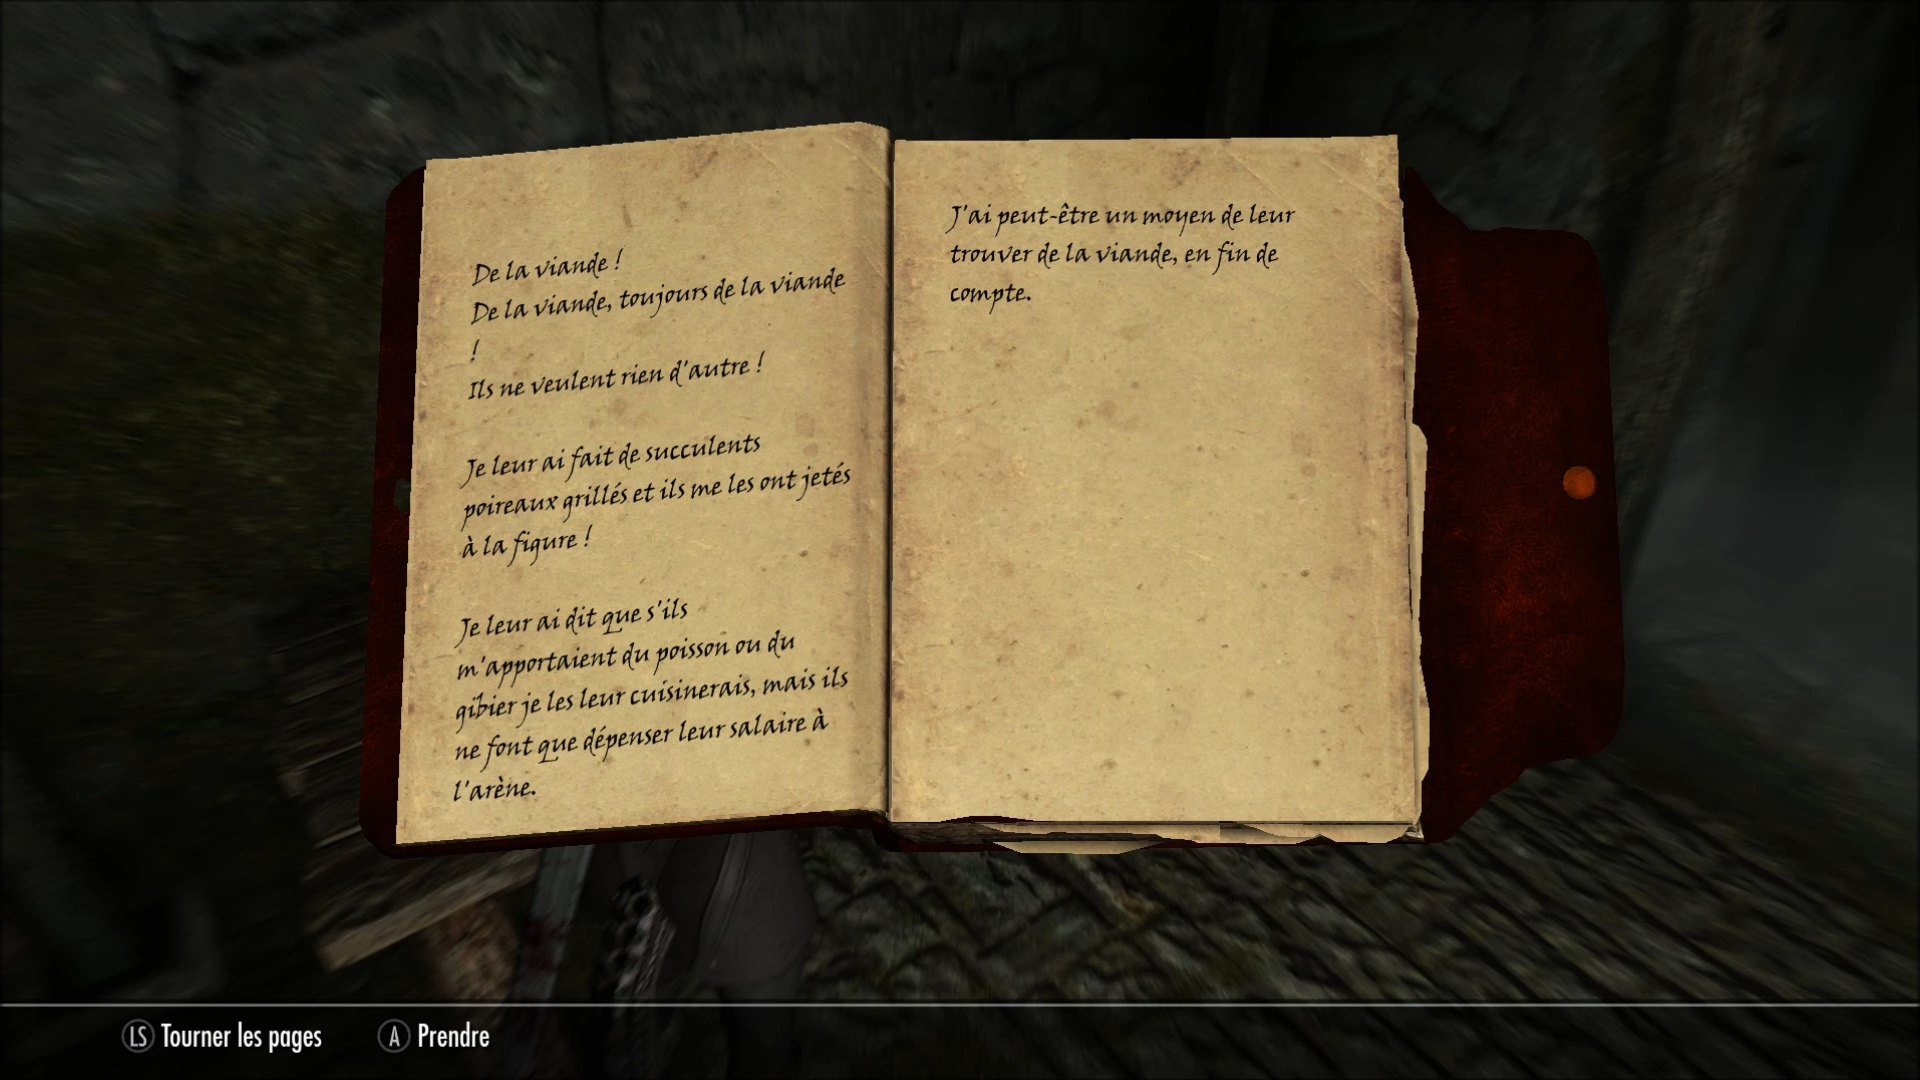 De la viande !
De la viande, toujours de la viande
!
Ils ne veulent rien d'autre !
Je leur ai fait de succulents
poireaux grillés et ils me les ont jetés
à la figure !
Je leur ai dit que s'ils
m'apportaient du poisson ou du
gibier je les leur cuisinerais, mais ils
ne font que dépenser leur salaire à
l'arène.
J'ai peut-être un moyen de leur
trouver de la viande, en fin de
compte.
LS Tourner les pages
A Prendre